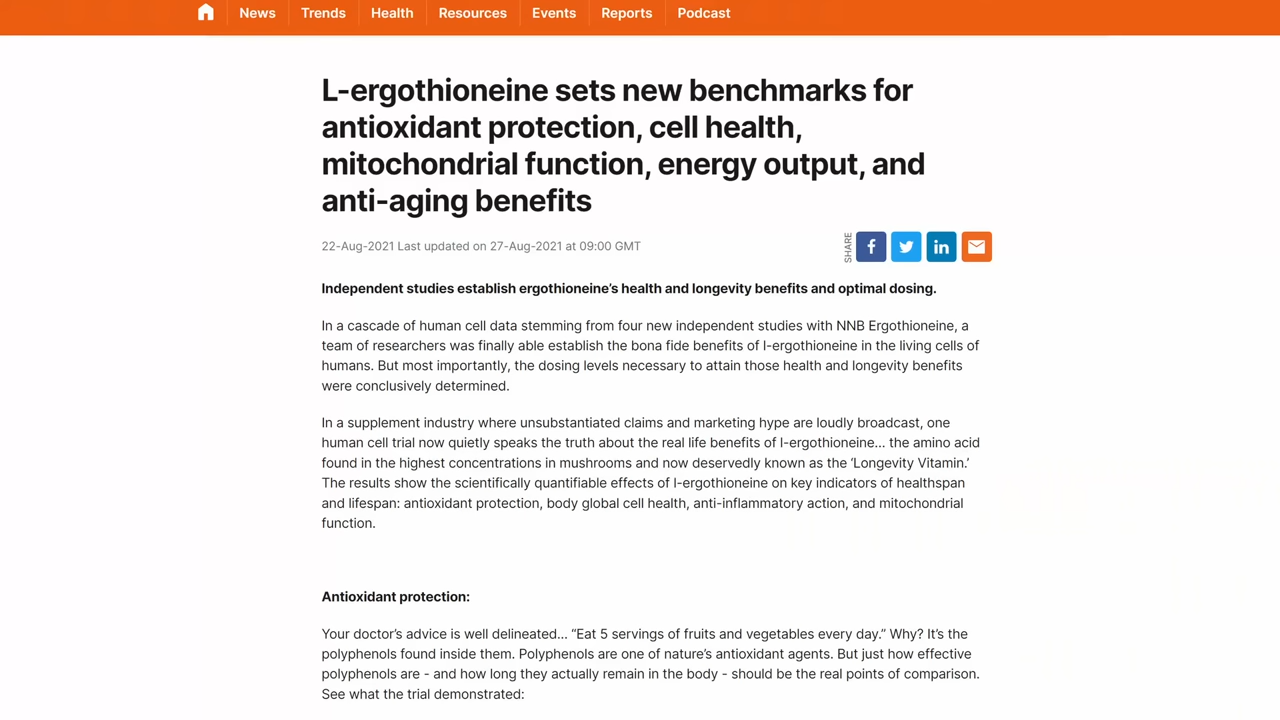 News Trends Health Resources Events Reports Podcast
L-ergothioneine sets new benchmarks for
antioxidant protection, cell health,
mitochondrial function, energy output, and
anti-aging benefits
22-Aug-2021 Last updated on 27-Aug-2021 at 09:00 GMT
SHARE
Independent studies establish ergothioneine’s health and longevity benefits and optimal dosing.
In a cascade of human cell data stemming from four new independent studies with NNB Ergothioneine, a
team of researchers was finally able establish the bona fide benefits of l-ergothioneine in the living cells of
humans. But most importantly, the dosing levels necessary to attain those health and longevity benefits
were conclusively determined.
In a supplement industry where unsubstantiated claims and marketing hype are loudly broadcast, one
human cell trial now quietly speaks the truth about the real life benefits of l-ergothioneine... the amino acid
found in the highest concentrations in mushrooms and now deservedly known as the ‘Longevity Vitamin.’
The results show the scientifically quantifiable effects of l-ergothioneine on key indicators of healthspan
and lifespan: antioxidant protection, body global cell health, anti-inflammatory action, and mitochondrial
function.
Antioxidant protection:
Your doctor’s advice is well delineated... “Eat 5 servings of fruits and vegetables every day.” Why? It’s the
polyphenols found inside them. Polyphenols are one of nature’s antioxidant agents. But just how effective
polyphenols are - and how long they actually remain in the body - should be the real points of comparison.
See what the trial demonstrated: